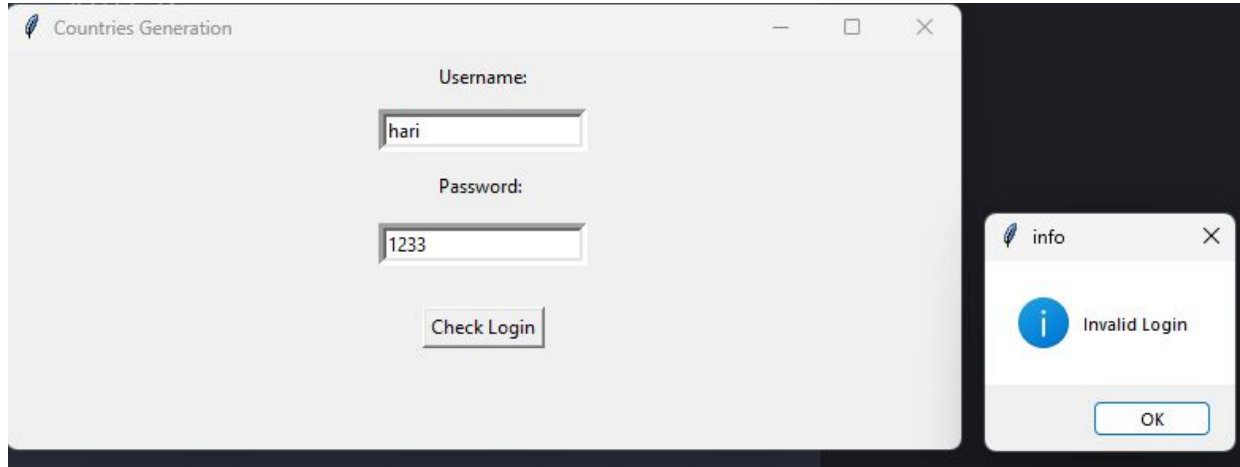 Countries Generation
Username:
hari
Password:
1233
Check Login
info
Invalid Login
OK